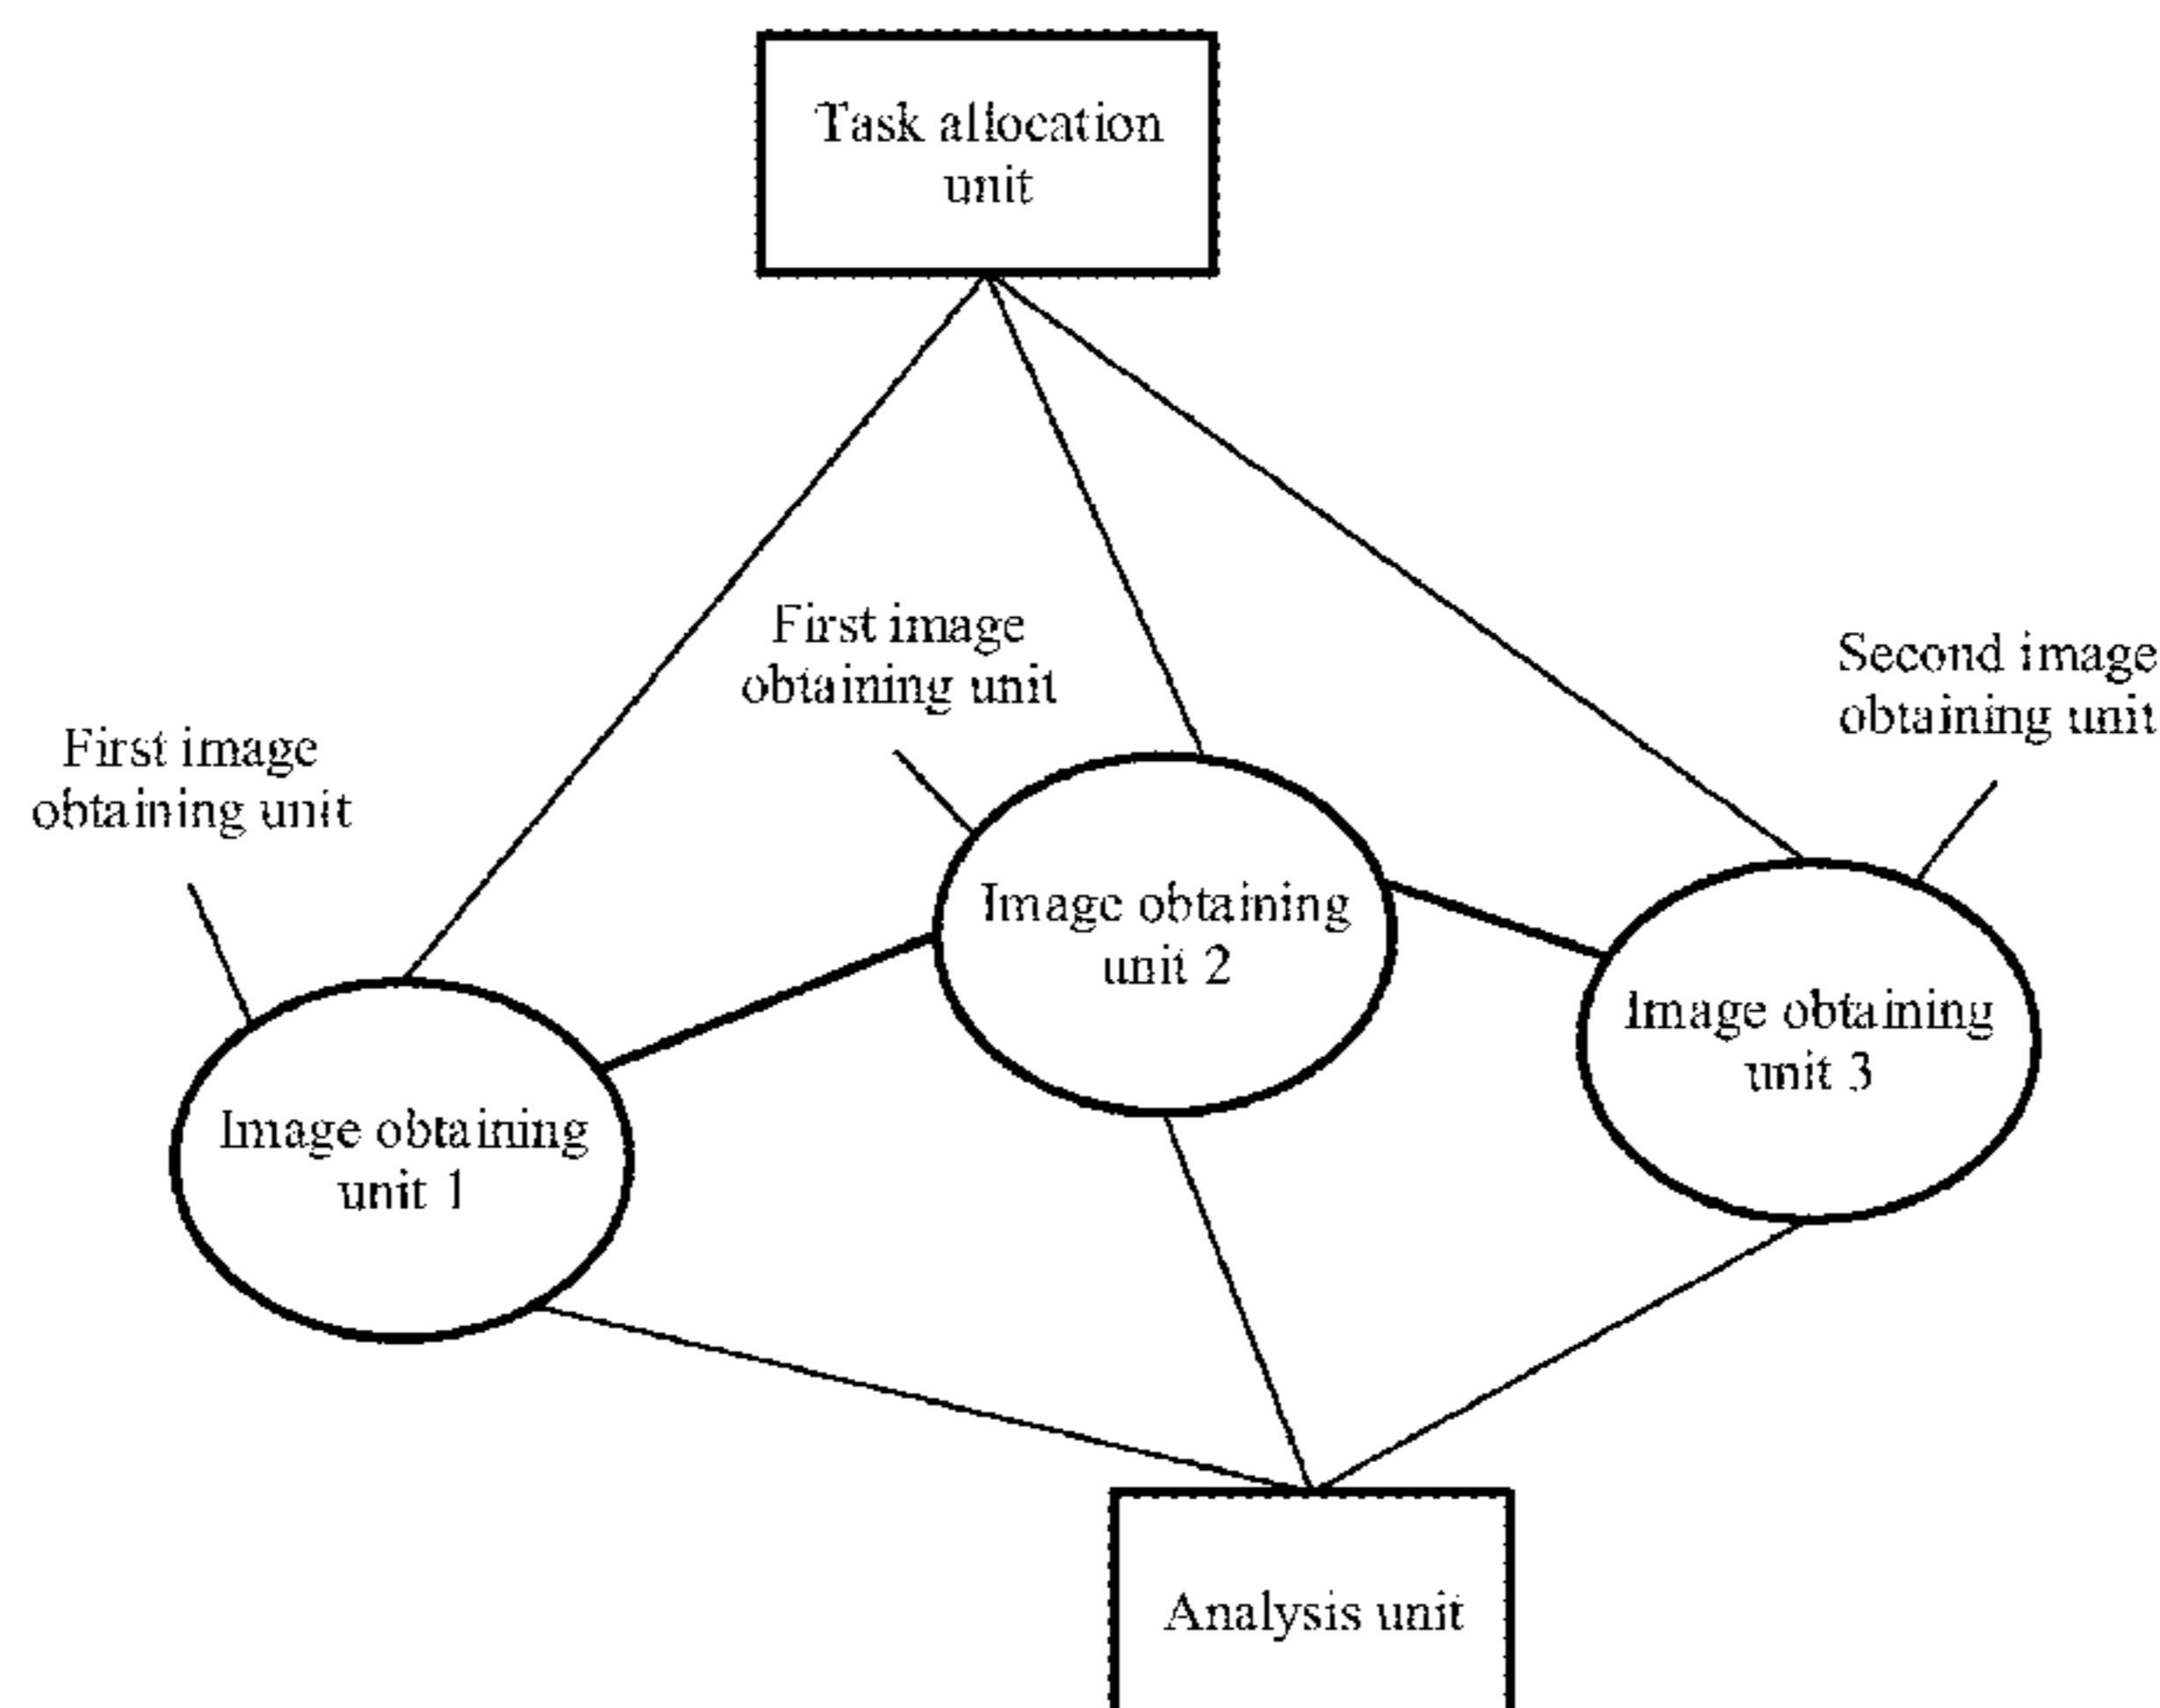 Task allocation
unit
First image
obtaining unit
Second image
obtaining unit
First image
obtaining unit
Image obtaining
unit 2
Image obtaining
unit 3
Image obtaining
unit 1
Analysis unit